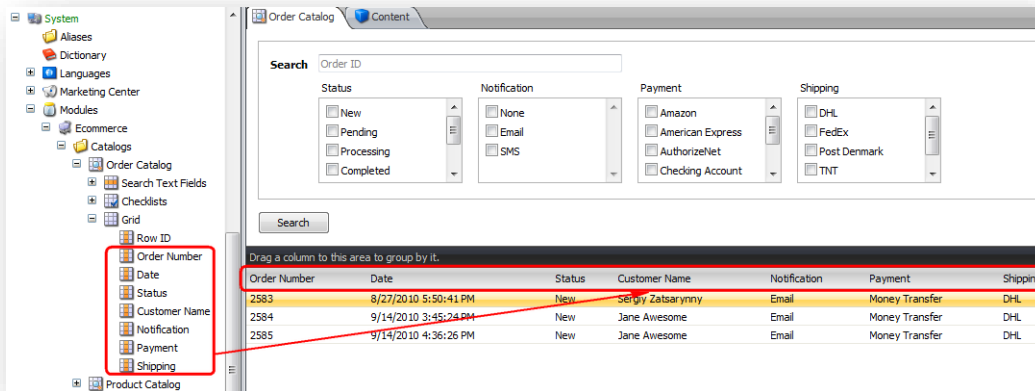 System
Aliases
Dictionary
Languages
Marketing Center
Modules
Ecommerce
Catalogs
Order Catalog
Search Text Fields
Checklists
Grid
Row ID
Order Number
Date
Status
Customer Name
Notification
Payment
Shipping
Product Catalog
Order Catalog Content
Search Order ID
Status Notification Payment Shipping
New None Amazon DHL
Pending Email American Express FedEx
Processing SMS AuthorizeNet Post Denmark
Completed Checking Account TNT
Search
Drag a column to this area to group by it.
Order Number Date Status Customer Name Notification Payment Shippin
2583 8/27/2010 5:50:41 PM New Sergiy Zatsarynny Email Money Transfer DHL
2584 9/14/2010 3:45:24 PM New Jane Awesome Email Money Transfer DHL
2585 9/14/2010 4:36:26 PM New Jane Awesome Email Money Transfer DHL